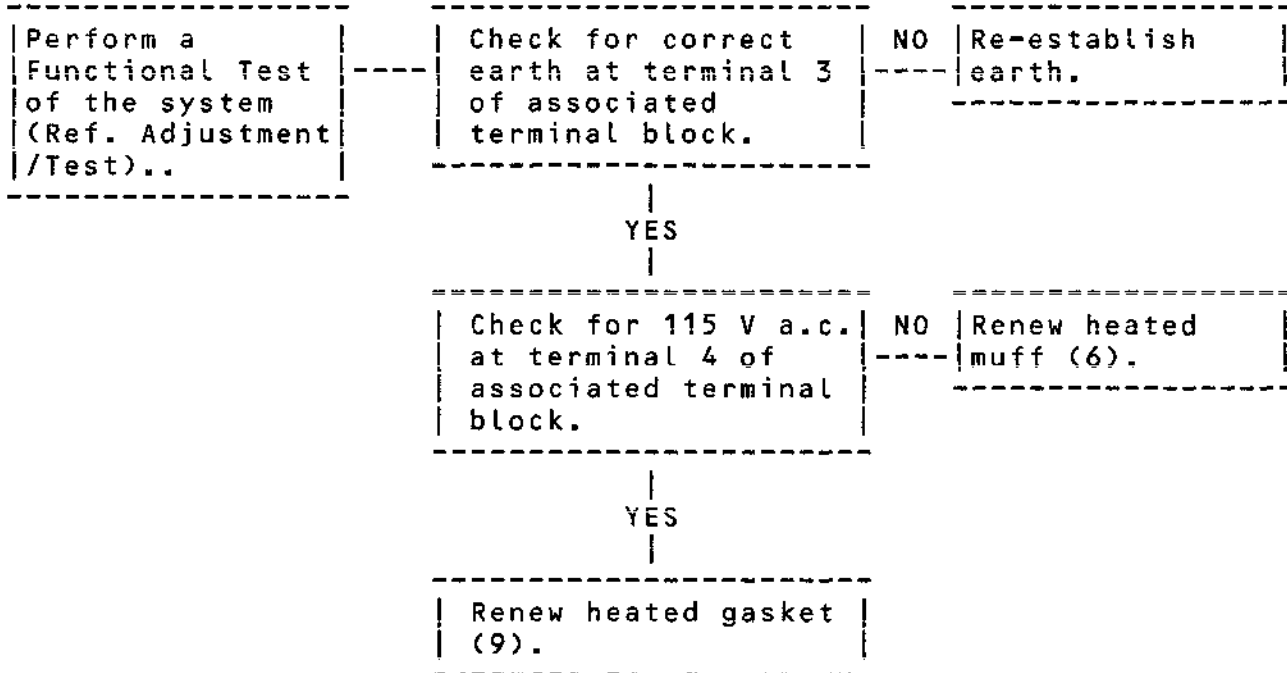 Perform a
Functional Test
of the system
(Ref. Adjustment
/Test)..
Check for correct
earth at terminal 3
of associated
terminal block.
NO
Re-establish
earth.
YES
Check for 115 V a.c.
at terminal 4 of
associated terminal
block.
NO
Renew heated
muff (6).
YES
Renew heated gasket
(9).